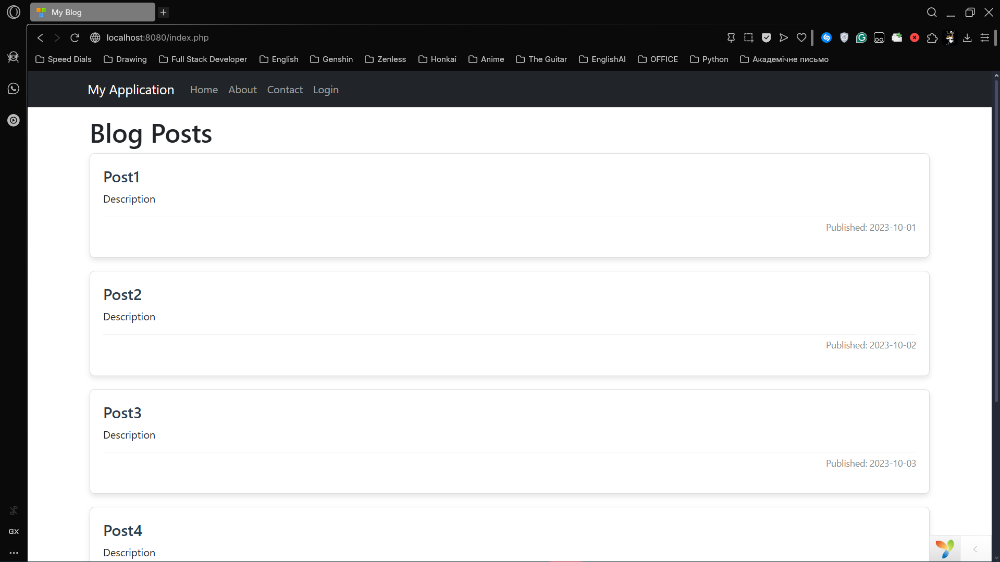 My Blog
localhost:8080/index.php
Speed Dials Drawing Full Stack Developer English Genshin Zenless Honkai Anime The Guitar EnglishAI OFFICE Python Академічне письмо
My Application Home About Contact Login
Blog Posts
Post1
Description
Published: 2023-10-01
Post2
Description
Published: 2023-10-02
Post3
Description
Published: 2023-10-03
Post4
Description
GX